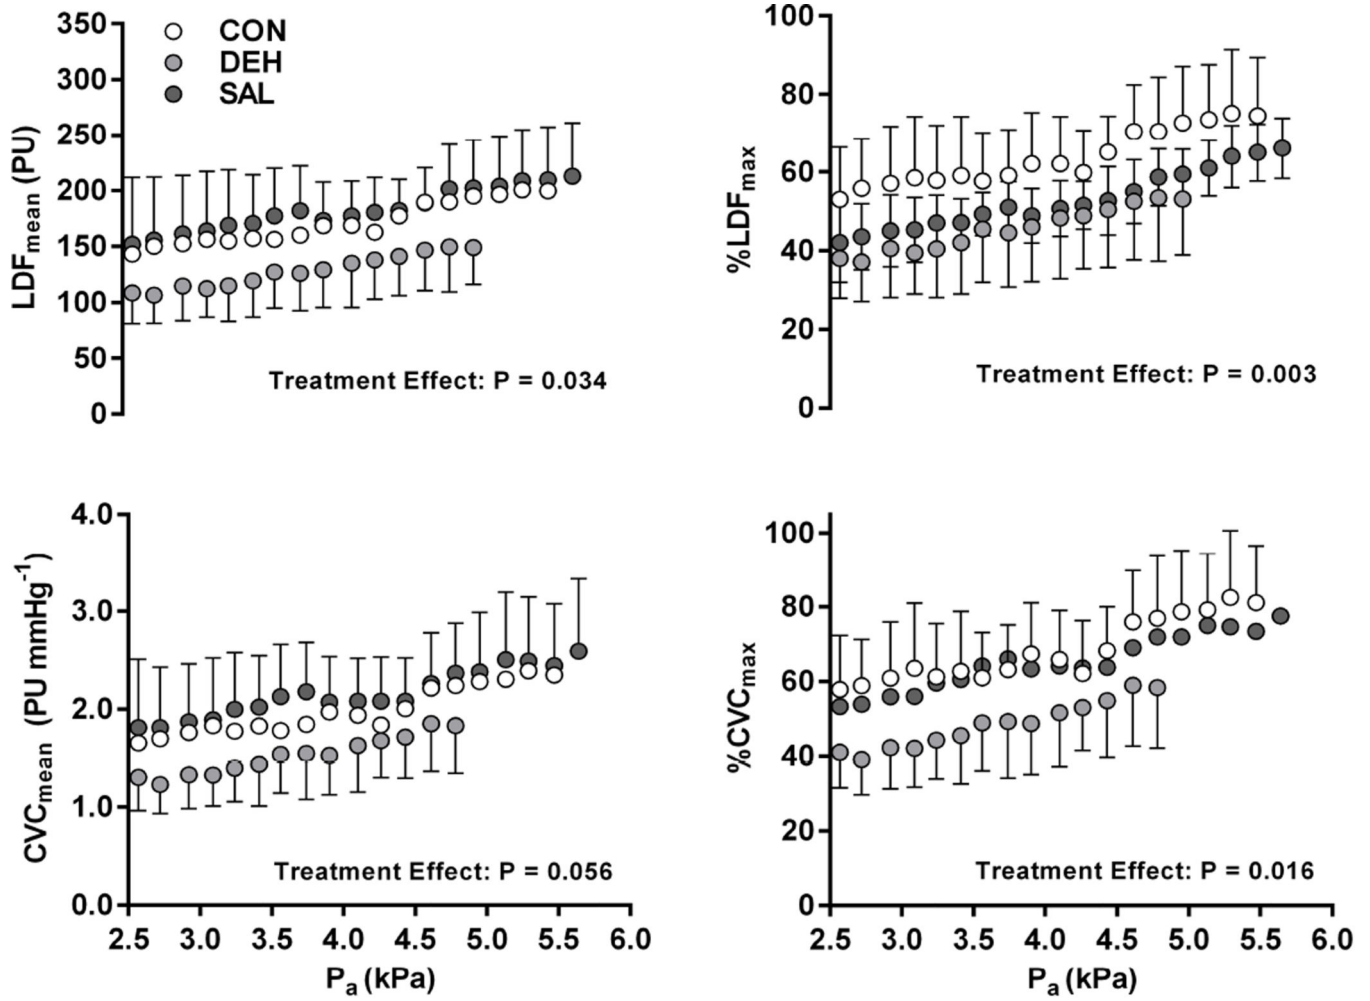 350
300
250
200
150
100
50
0
LDFmean (PU)
CON
DEH
SAL
Treatment Effect: P = 0.034
100
80
60
40
20
0
%LDFmax
Treatment Effect: P = 0.003
4.0
3.0
2.0
1.0
0.0
CVCmean (PU mmHg-1)
Treatment Effect: P = 0.056
2.5 3.0 3.5 4.0 4.5 5.0 5.5 6.0
Pa (kPa)
100
80
60
40
20
0
%CVCmax
Treatment Effect: P = 0.016
2.5 3.0 3.5 4.0 4.5 5.0 5.5 6.0
Pa (kPa)